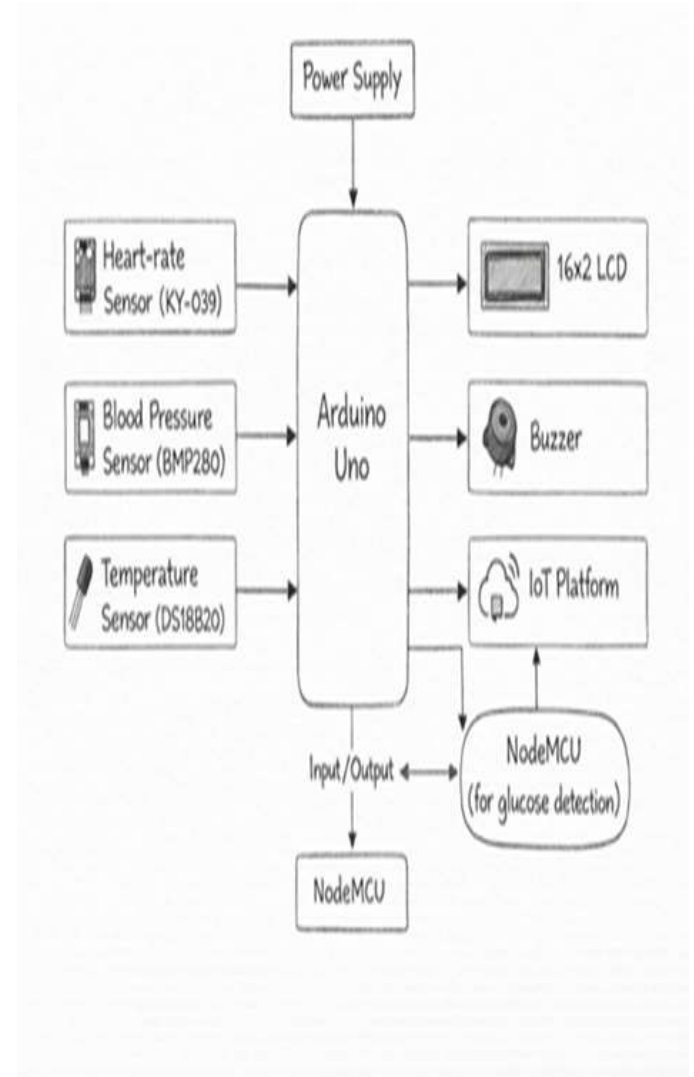 Power Supply
Heart-rate
Sensor (KY-039)
16x2 LCD
Blood Pressure
Sensor (BMP280)
Arduino
Uno
Buzzer
Temperature
Sensor (DS18B20)
IoT Platform
Input/Output
NodeMCU
(for glucose detection)
NodeMCU